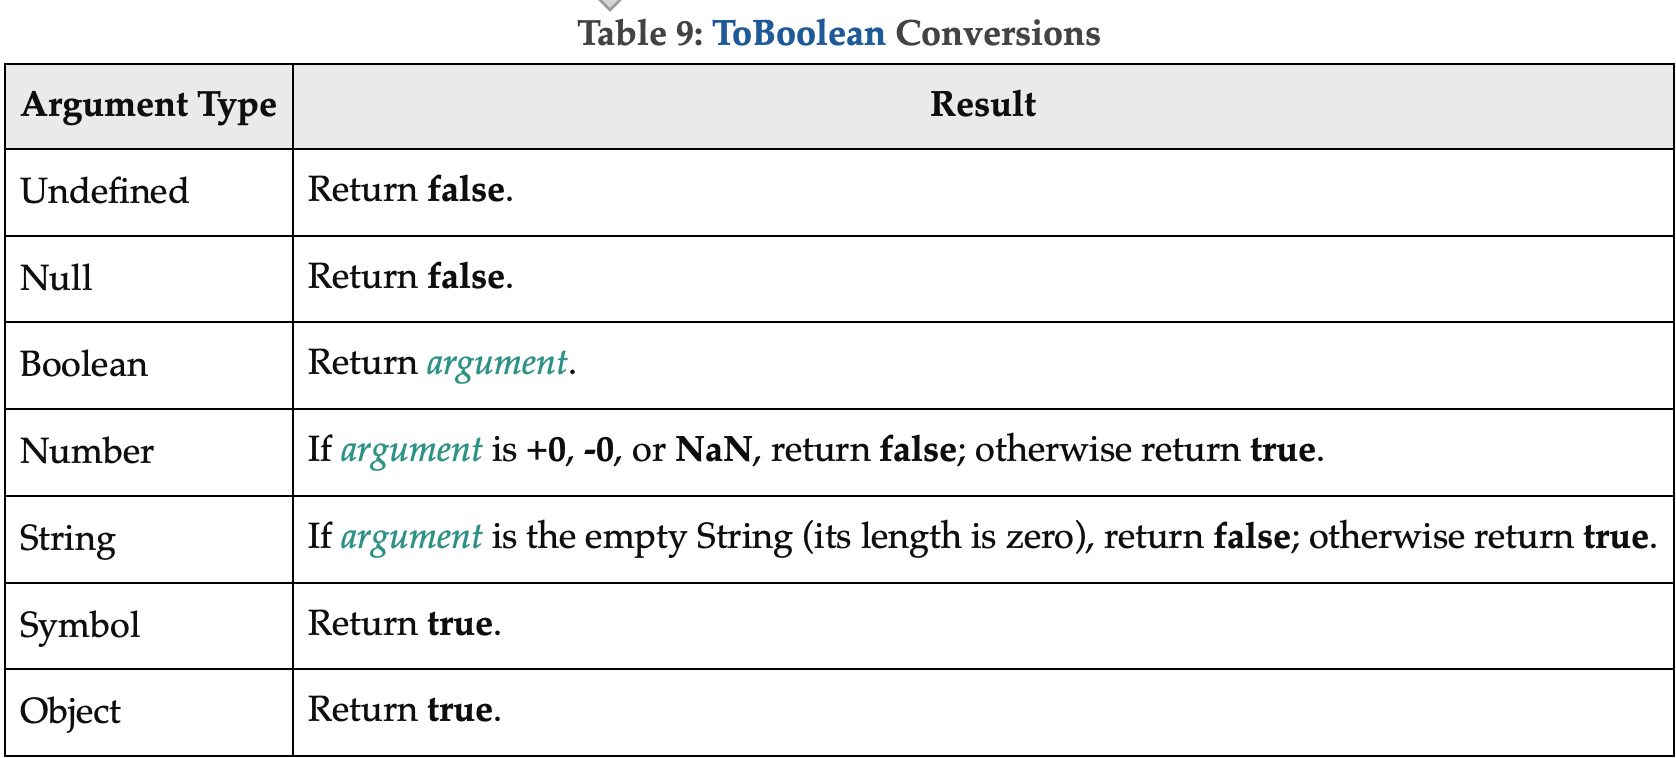 Table 9: ToBoolean Conversions
Argument Type Result
Undefined Return false.
Null Return false.
Boolean Return argument.
Number If argument is +0, -0, or NaN, return false; otherwise return true.
String If argument is the empty String (its length is zero), return false; otherwise return true.
Symbol Return true.
Object Return true.